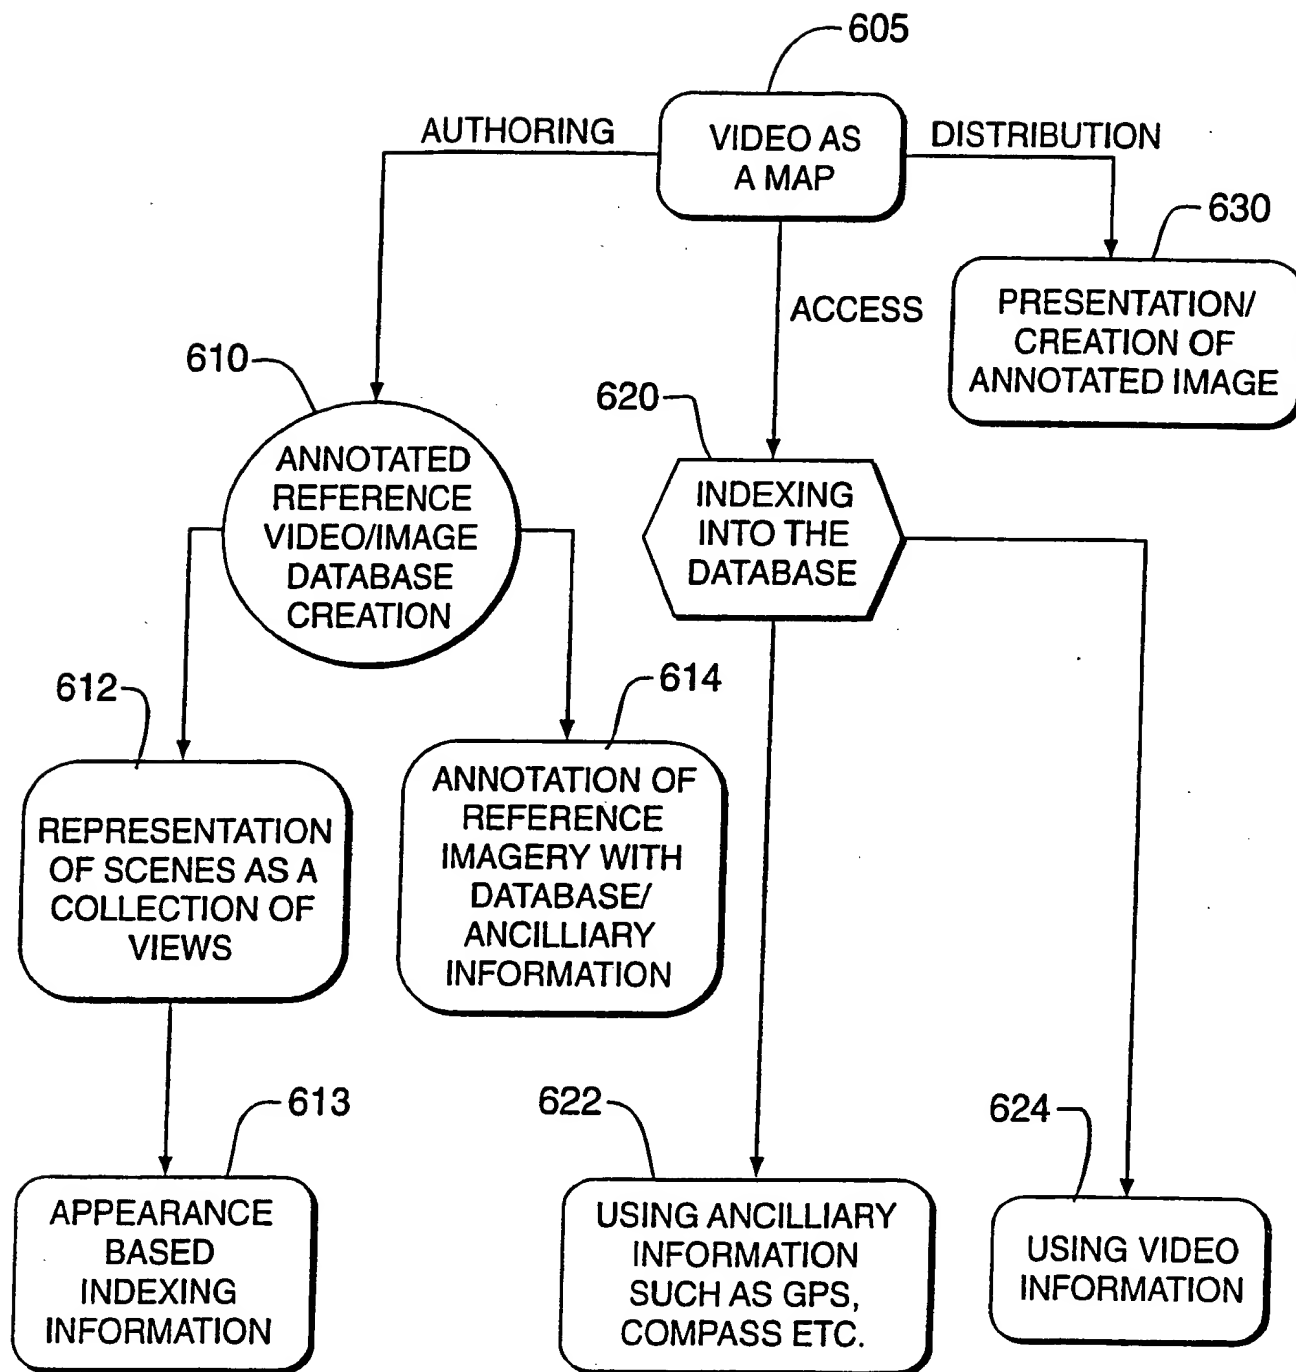 605
VIDEO AS
A MAP
AUTHORING
DISTRIBUTION
630
PRESENTATION/
CREATION OF
ANNOTATED IMAGE
ACCESS
610
ANNOTATED
REFERENCE
VIDEO/IMAGE
DATABASE
CREATION
620
INDEXING
INTO THE
DATABASE
612
REPRESENTATION
OF SCENES AS A
COLLECTION OF
VIEWS
614
ANNOTATION OF
REFERENCE
IMAGERY WITH
DATABASE/
ANCILLIARY
INFORMATION
613
APPEARANCE
BASED
INDEXING
INFORMATION
622
USING ANCILLIARY
INFORMATION
SUCH AS GPS,
COMPASS ETC.
624
USING VIDEO
INFORMATION